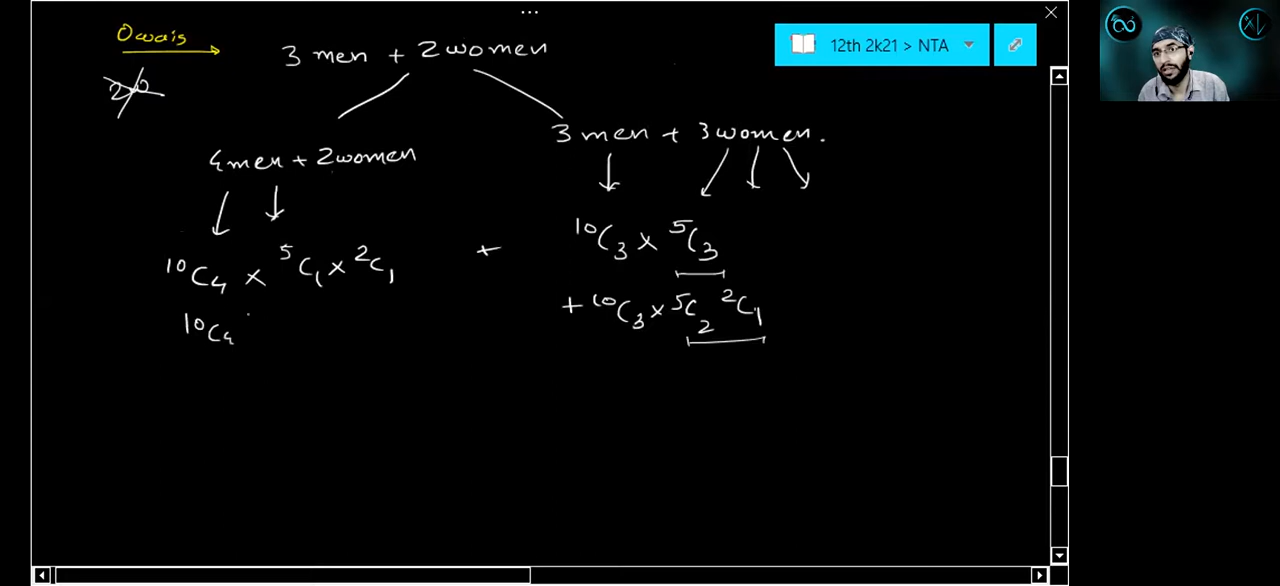 Owais
3 men + 2 women
12th 2k21 > NTA
4 men + 2 women
3 men + 3 women.
¹⁰C₄ × ⁵C₁ × ²C₁ + ¹⁰C₃ × ⁵C₃
¹⁰C₄
+ ¹⁰C₃ × ⁵C₂ ²C₁